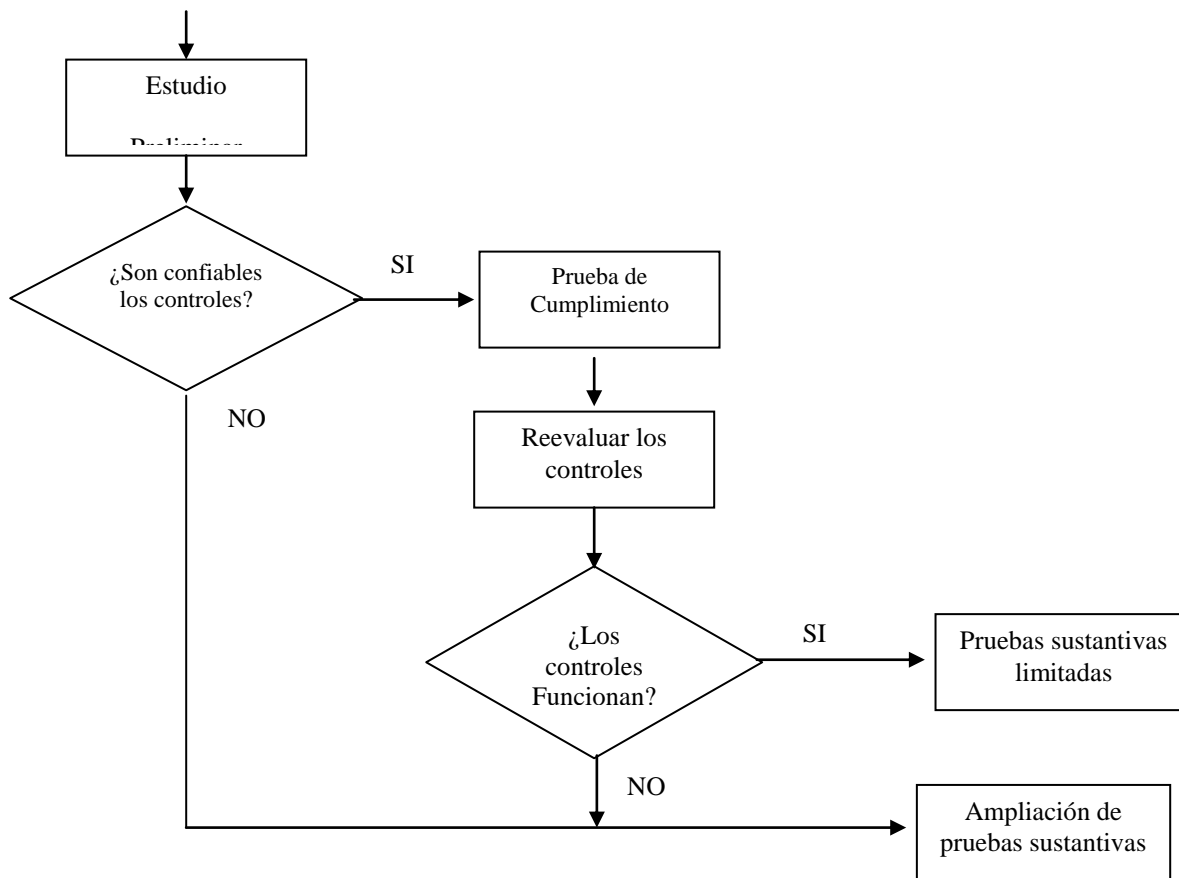 Estudio
Preliminar
¿Son confiables
los controles?
SI
Prueba de
Cumplimiento
NO
Reevaluar los
controles
¿Los
controles
Funcionan?
SI
Pruebas sustantivas
limitadas
NO
Ampliación de
pruebas sustantivas